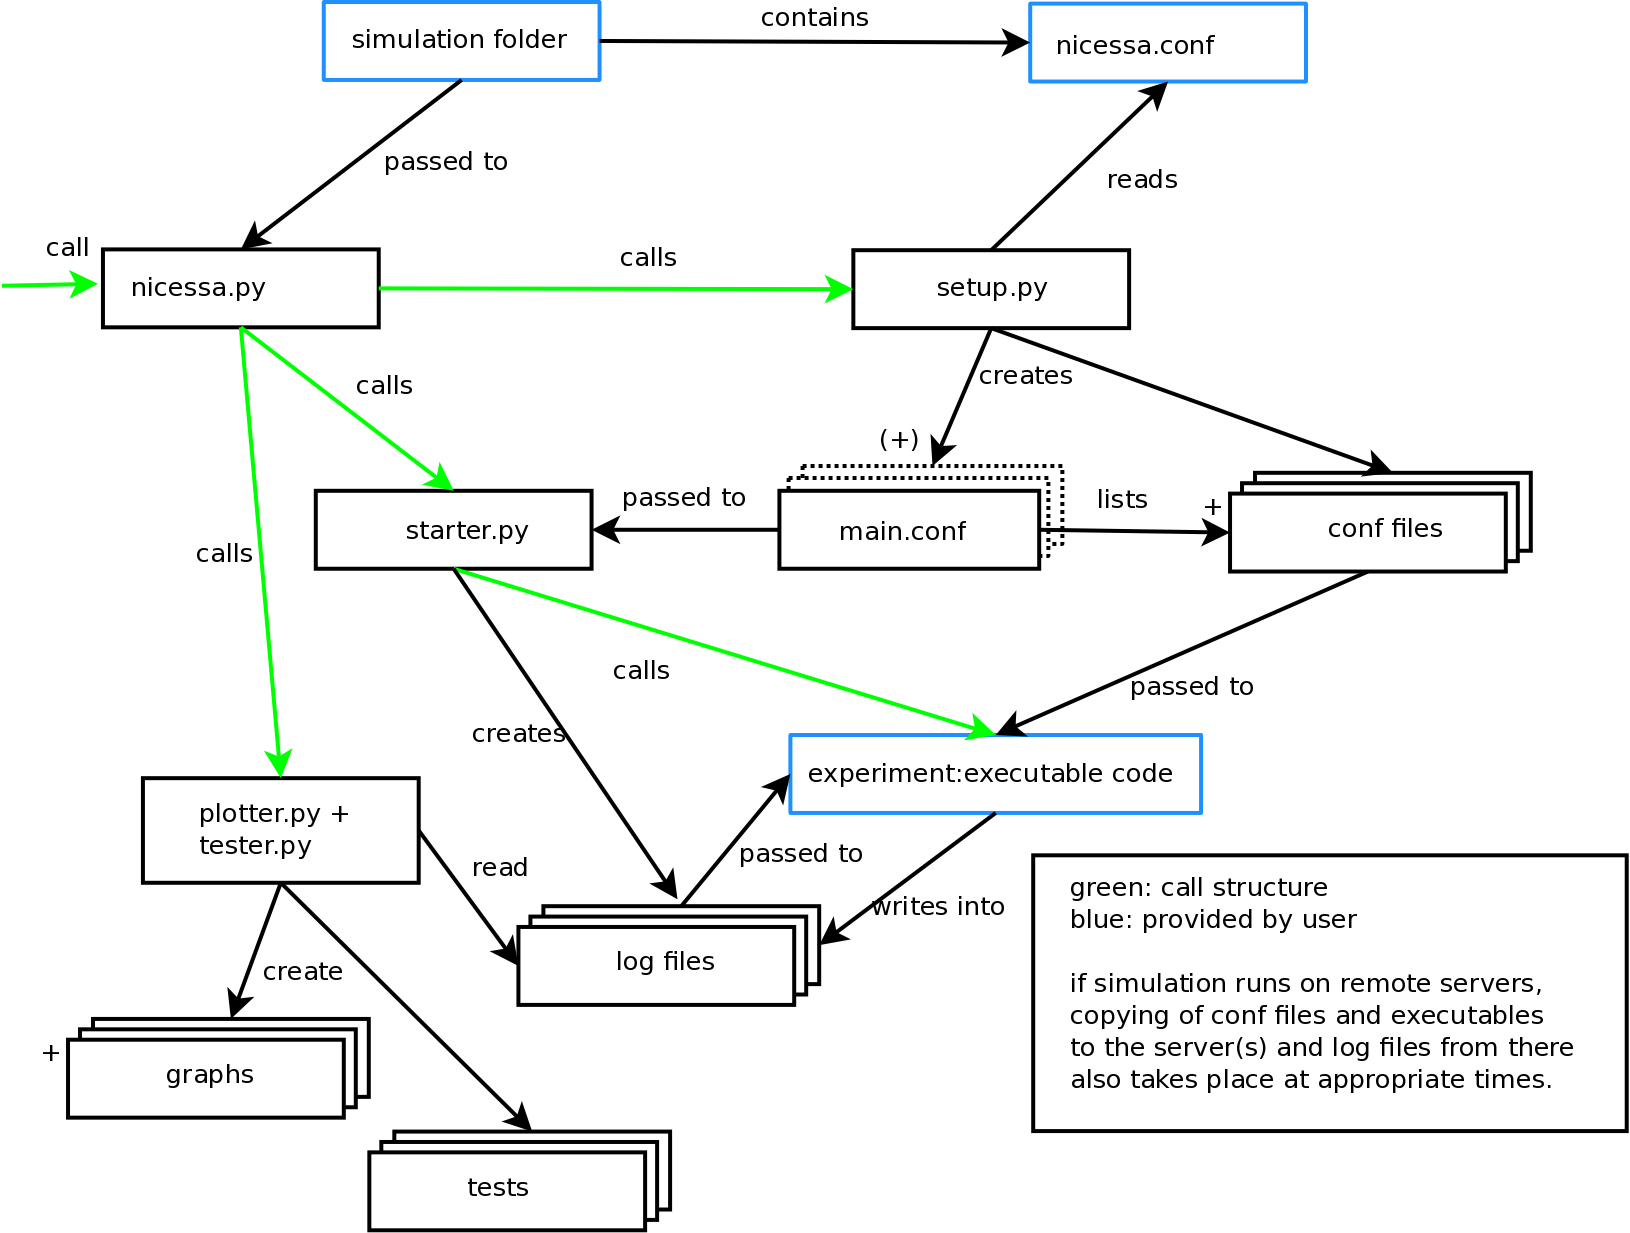 contains
simulation folder
nicessa.conf
passed to
reads
call
calls
nicessa.py
setup.py
calls
creates
(+)
passed to
lists
+
starter.py
main.conf
conf files
calls
calls
passed to
creates
experiment:executable code
plotter.py +
tester.py
read
passed to
writes into
green: call structure
blue: provided by user
log files
create
if simulation runs on remote servers,
copying of conf files and executables
to the server(s) and log files from there
also takes place at appropriate times.
+
graphs
tests